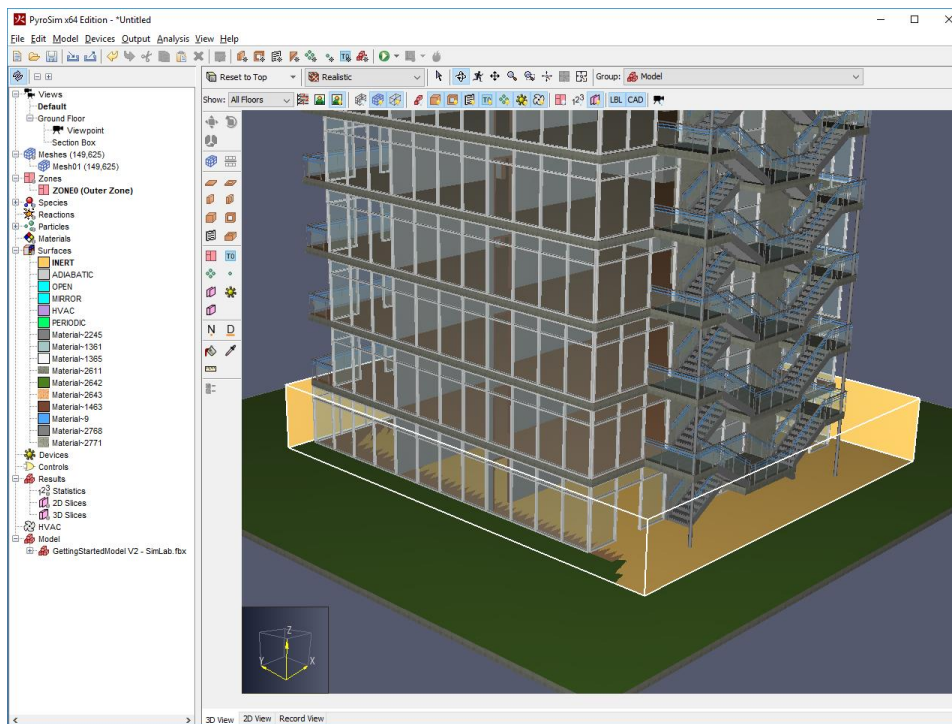 PyroSim x64 Edition - *Untitled
File Edit Model Devices Output Analysis View Help
Reset to Top Realistic Group: Model
Show: All Floors LBL CAD
Views
Default
Ground Floor
Viewpoint
Section Box
Meshes (149,625)
Mesh01 (149,625)
Zones
ZONE0 (Outer Zone)
Species
Reactions
Particles
Materials
Surfaces
INERT
ADIABATIC
OPEN
MIRROR
HVAC
PERIODIC
Material~2245
Material~1361
Material~1365
Material~2611
Material~2642
Material~2643
Material~1463
Material~9
Material~2768
Material~2771
Devices
Controls
Results
123 Statistics
2D Slices
3D Slices
HVAC
Model
GettingStartedModel V2 - SimLab.fbx
N D
Z
Y X
3D View 2D View Record View